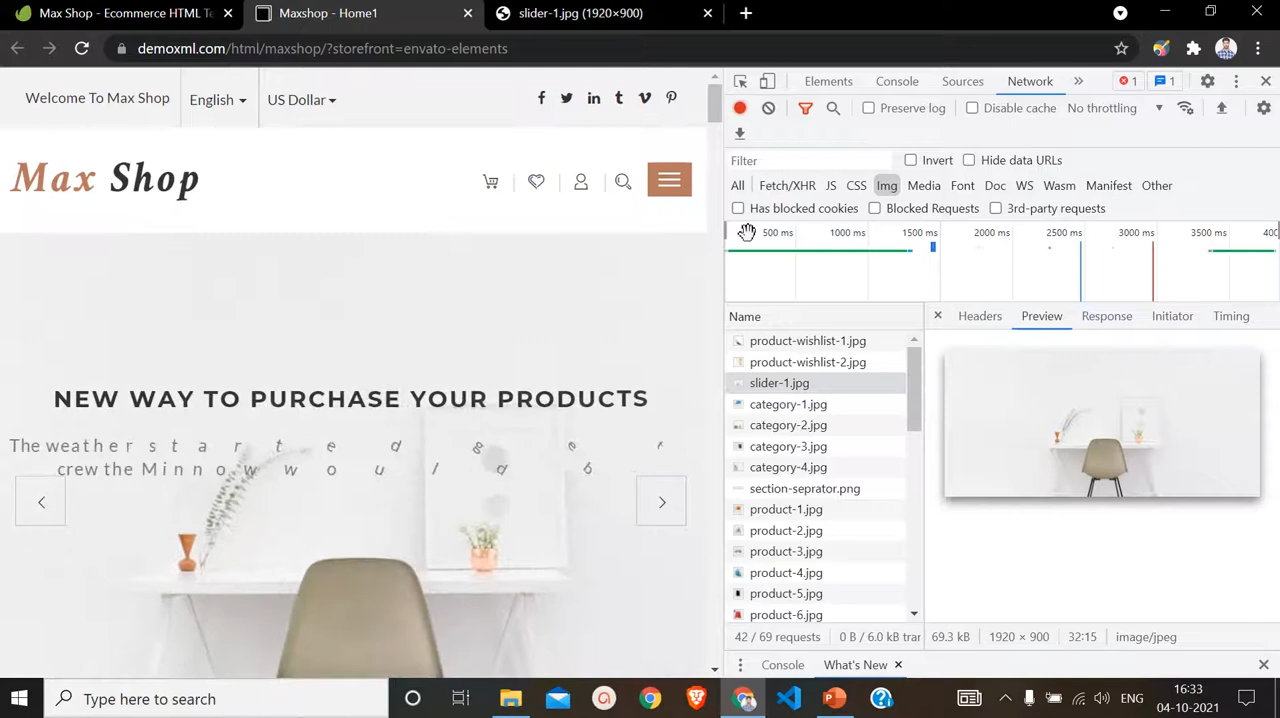 Max Shop - Ecommerce HTML Te
Maxshop - Home1
slider-1.jpg (1920×900)
demoxml.com/html/maxshop/?storefront=envato-elements
Welcome To Max Shop
English
US Dollar
Max Shop
NEW WAY TO PURCHASE YOUR PRODUCTS
The weather started ge r
crew the Minnow would b
Elements
Console
Sources
Network
1
1
Preserve log
Disable cache
No throttling
Filter
Invert
Hide data URLs
All
Fetch/XHR
JS
CSS
Img
Media
Font
Doc
WS
Wasm
Manifest
Other
Has blocked cookies
Blocked Requests
3rd-party requests
500 ms
1000 ms
1500 ms
2000 ms
2500 ms
3000 ms
3500 ms
400
Name
Headers
Preview
Response
Initiator
Timing
product-wishlist-1.jpg
product-wishlist-2.jpg
slider-1.jpg
category-1.jpg
category-2.jpg
category-3.jpg
category-4.jpg
section-seprator.png
product-1.jpg
product-2.jpg
product-3.jpg
product-4.jpg
product-5.jpg
product-6.jpg
42 / 69 requests
0 B / 6.0 kB tran
69.3 kB
1920 × 900
32:15
image/jpeg
Console
What's New
Type here to search
ENG
16:33
04-10-2021